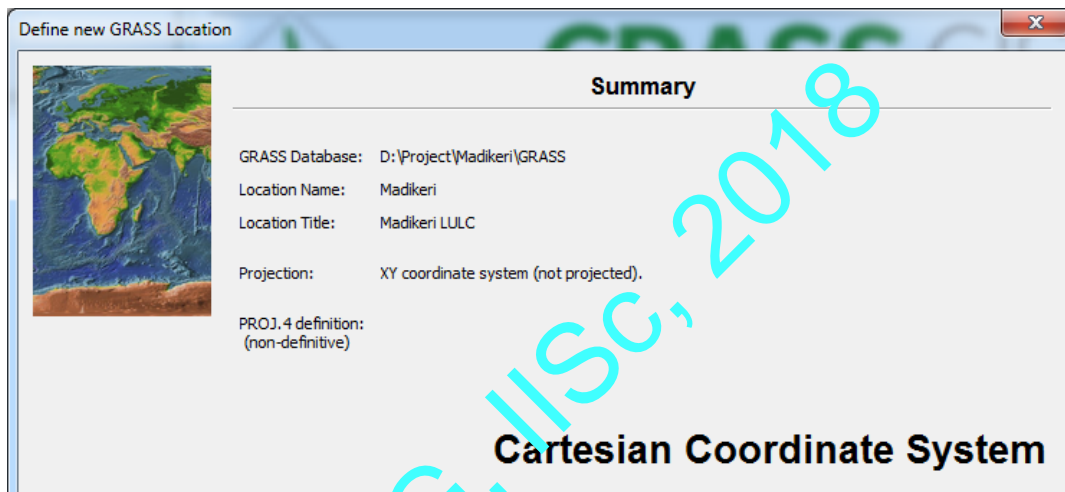 Define new GRASS Location
Summary
GRASS Database: D:\Project\Madikeri\GRASS
Location Name: Madikeri
Location Title: Madikeri LULC
Projection: XY coordinate system (not projected).
PROJ.4 definition:
(non-definitive)
IISc, 2018
Cartesian Coordinate System